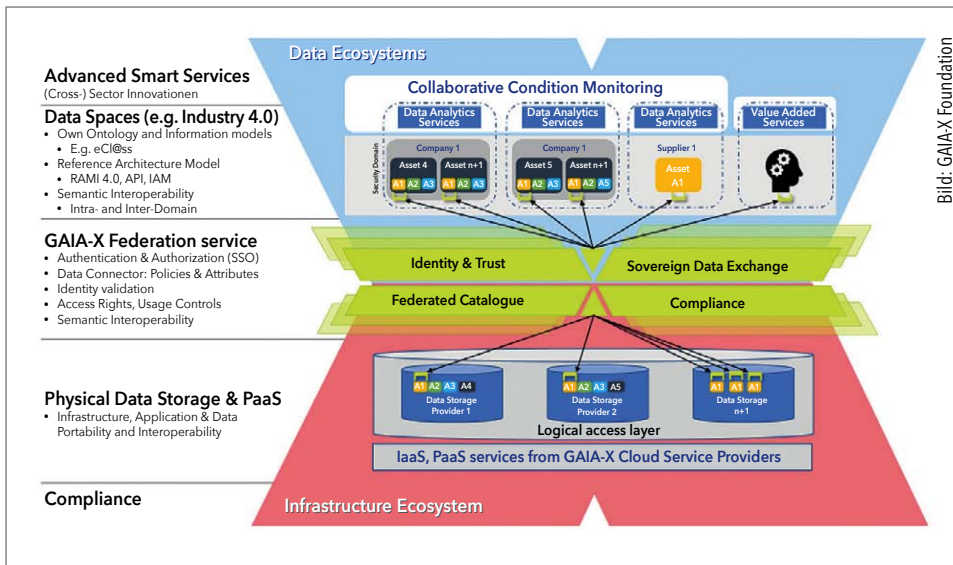 Data Ecosystems
Advanced Smart Services
(Cross-) Sector Innovationen
Data Spaces (e.g. Industry 4.0)
• Own Ontology and Information models
• E.g. eCl@ss
• Reference Architecture Model
• RAMI 4.0, API, IAM
• Semantic Interoperability
• Intra- and Inter-Domain
GAIA-X Federation service
• Authentication & Authorization (SSO)
• Data Connector: Policies & Attributes
• Identity validation
• Access Rights, Usage Controls
• Semantic Interoperability
Physical Data Storage & PaaS
• Infrastructure, Application & Data
Portability and Interoperability
Compliance
Collaborative Condition Monitoring
Data Analytics
Services
Data Analytics
Services
Data Analytics
Services
Value Added
Services
Security Domain
Company 1
Asset 4
A1 A2 A3
Asset n+1
A1 A2 A3
Company 1
Asset 5
A1 A2 A3
Asset n+1
A1 A2 A5
Supplier 1
Asset
A1
Identity & Trust
Sovereign Data Exchange
Federated Catalogue
Compliance
A1 A2 A3 A4
Data Storage
Provider 1
A1 A2 A3 A5
Data Storage
Provider 2
A1 A1 A1
Data Storage
n+1
Logical access layer
IaaS, PaaS services from GAIA-X Cloud Service Providers
Infrastructure Ecosystem
Bild: GAIA-X Foundation